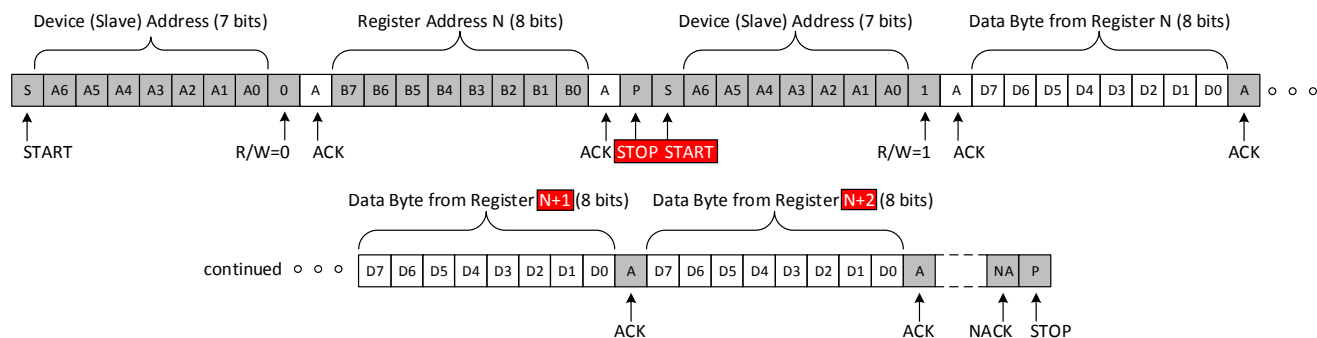 Device (Slave) Address (7 bits) Register Address N (8 bits) Device (Slave) Address (7 bits) Data Byte from Register N (8 bits)
S A6 A5 A4 A3 A2 A1 A0 0 A B7 B6 B5 B4 B3 B2 B1 B0 A P S A6 A5 A4 A3 A2 A1 A0 1 A D7 D6 D5 D4 D3 D2 D1 D0 A
START R/W=0 ACK ACK STOP START R/W=1 ACK ACK
Data Byte from Register N+1 (8 bits) Data Byte from Register N+2 (8 bits)
continued D7 D6 D5 D4 D3 D2 D1 D0 A D7 D6 D5 D4 D3 D2 D1 D0 A NA P
ACK ACK NACK STOP